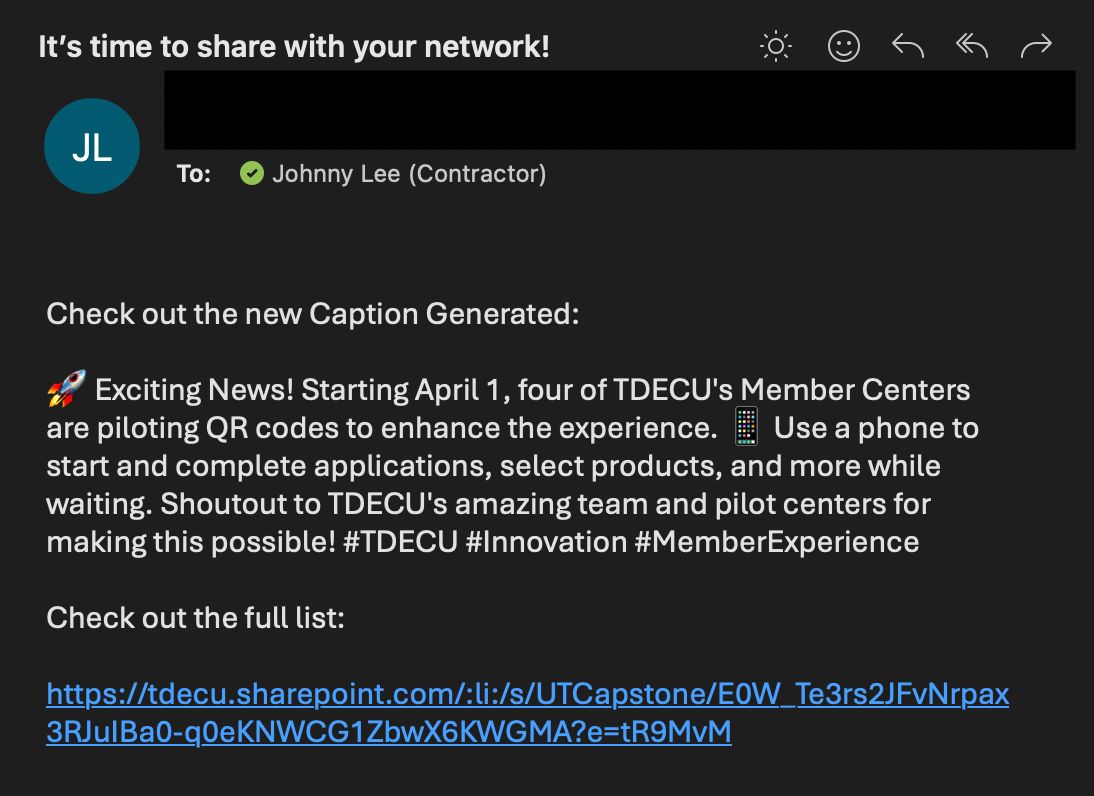 It's time to share with your network!
JL
To: Johnny Lee (Contractor)
Check out the new Caption Generated:
🚀 Exciting News! Starting April 1, four of TDECU's Member Centers
are piloting QR codes to enhance the experience. 📱 Use a phone to
start and complete applications, select products, and more while
waiting. Shoutout to TDECU's amazing team and pilot centers for
making this possible! #TDECU #Innovation #MemberExperience
Check out the full list:
https://tdecu.sharepoint.com/:li:/s/UTCapstone/E0W_Te3rs2JFvNrpax
3RJuIBa0-q0eKNWCG1ZbwX6KWGMA?e=tR9MvM